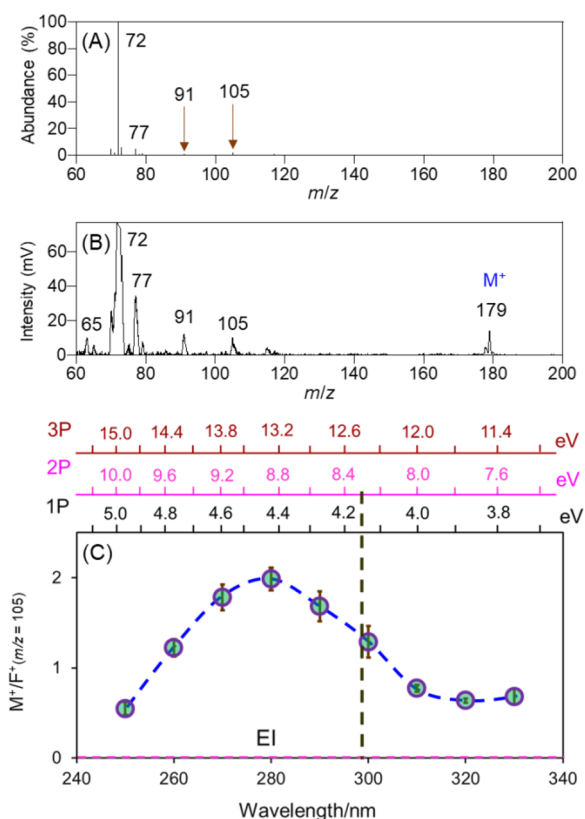 (A)
Abundance (%)
100
80
60
40
20
0
72
77
91
105
60 80 100 120 140 160 180 200
m/z
(B)
Intensity (mV)
60
40
20
0
65
72
77
91
105
M+
179
60 80 100 120 140 160 180 200
m/z
3P 15.0 14.4 13.8 13.2 12.6 12.0 11.4 eV
2P 10.0 9.6 9.2 8.8 8.4 8.0 7.6 eV
1P 5.0 4.8 4.6 4.4 4.2 4.0 3.8 eV
(C)
M+/F+(m/z = 105)
2
1
0
EI
240 260 280 300 320 340
Wavelength/nm